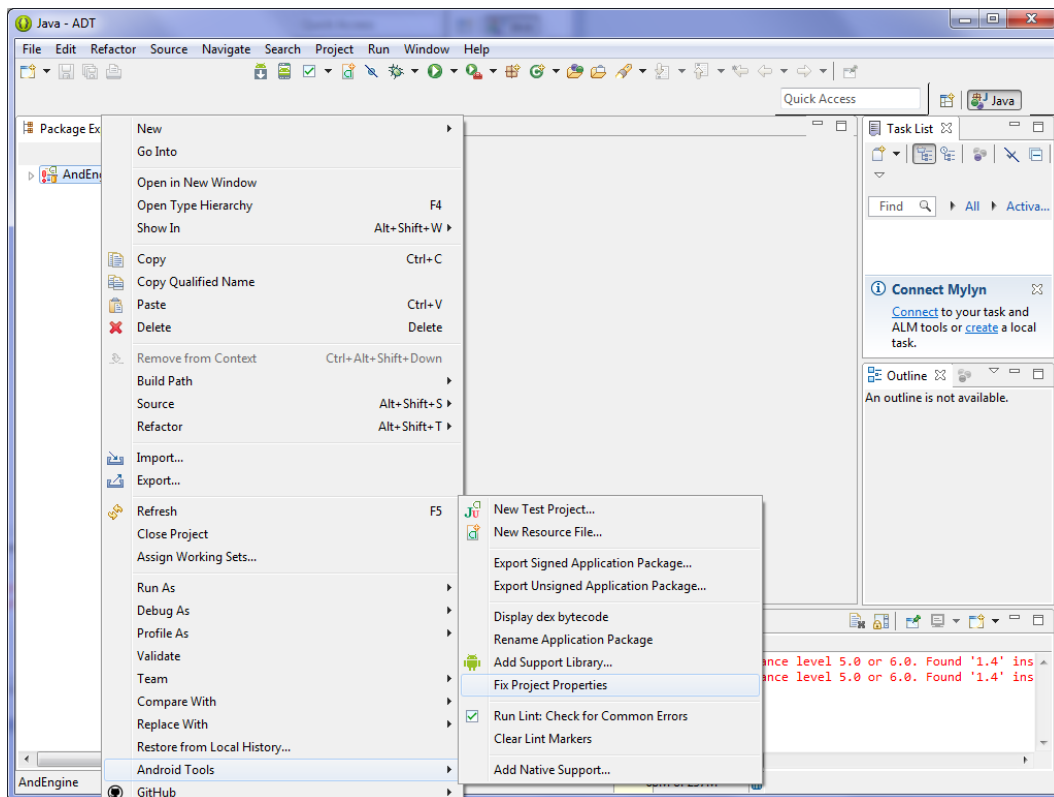 Java - ADT
File Edit Refactor Source Navigate Search Project Run Window Help
Quick Access
Java
Package Ex
AndEn
New
Go Into
Open in New Window
Open Type Hierarchy F4
Show In Alt+Shift+W
Copy Ctrl+C
Copy Qualified Name
Paste Ctrl+V
Delete Delete
Remove from Context Ctrl+Alt+Shift+Down
Build Path
Source Alt+Shift+S
Refactor Alt+Shift+T
Import...
Export...
Refresh F5
Close Project
Assign Working Sets...
Run As
Debug As
Profile As
Validate
Team
Compare With
Replace With
Restore from Local History...
Android Tools
GitHub
New Test Project...
New Resource File...
Export Signed Application Package...
Export Unsigned Application Package...
Display dex bytecode
Rename Application Package
Add Support Library...
Fix Project Properties
Run Lint: Check for Common Errors
Clear Lint Markers
Add Native Support...
Task List
Find All Activa...
Connect Mylyn
Connect to your task and
ALM tools or create a local
task.
Outline
An outline is not available.
ance level 5.0 or 6.0. Found '1.4' ins
ance level 5.0 or 6.0. Found '1.4' ins
AndEngine